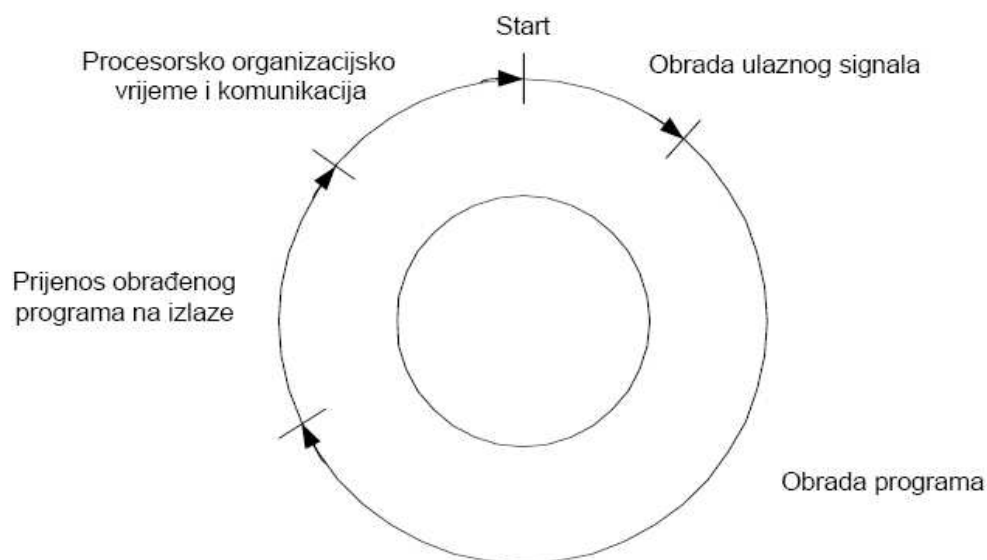 Start
Obrada ulaznog signala
Obrada programa
Prijenos obrađenog
programa na izlaze
Procesorsko organizacijsko
vrijeme i komunikacija